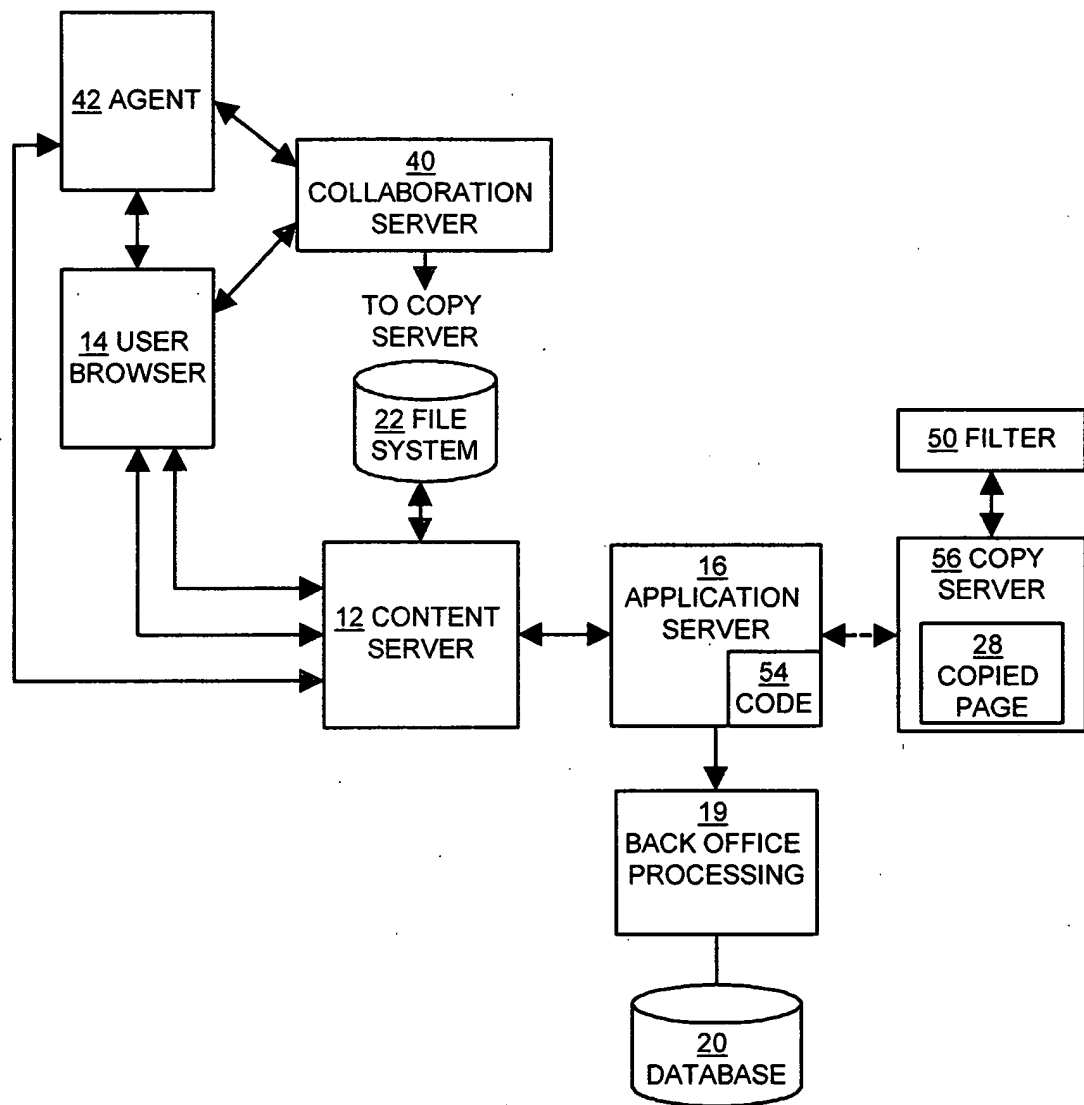 42 AGENT
40
COLLABORATION
SERVER
TO COPY
SERVER
14 USER
BROWSER
22 FILE
SYSTEM
50 FILTER
12 CONTENT
SERVER
16
APPLICATION
SERVER
54
CODE
56 COPY
SERVER
28
COPIED
PAGE
19
BACK OFFICE
PROCESSING
20
DATABASE